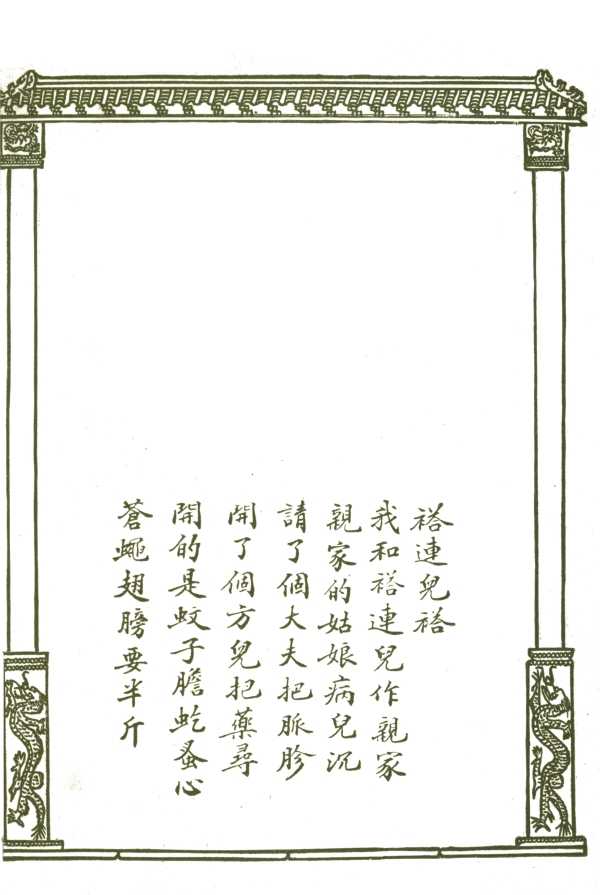 褡連兒褡
我和褡連兒作親家
親家的姑娘病兒沉
請了個大夫把脈胗
開了個方兒把藥尋
開的是蚊子膽虼蚤心
蒼蠅翅膀要半斤